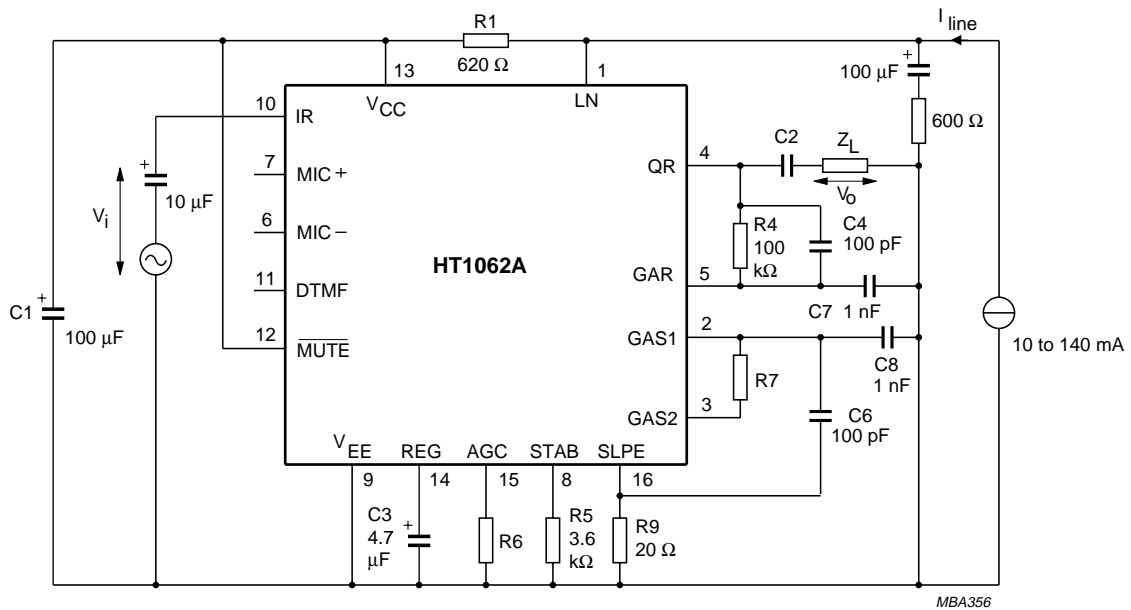 R1
I line
620 Ω
+
100 µF
13
1
VCC
LN
600 Ω
10
IR
C2
ZL
4
QR
7
MIC+
+
Vo
10 µF
Vi
R4
100
kΩ
C4
100 pF
6
MIC−
HT1062A
11
DTMF
GAR
5
C7
1 nF
C1
+
100 µF
12
MUTE
GAS1
2
10 to 140 mA
C8
1 nF
R7
GAS2
3
C6
100 pF
VEE
REG
AGC
STAB
SLPE
9
14
15
8
16
C3
4.7
µF
+
R6
R5
3.6
kΩ
R9
20 Ω
MBA356